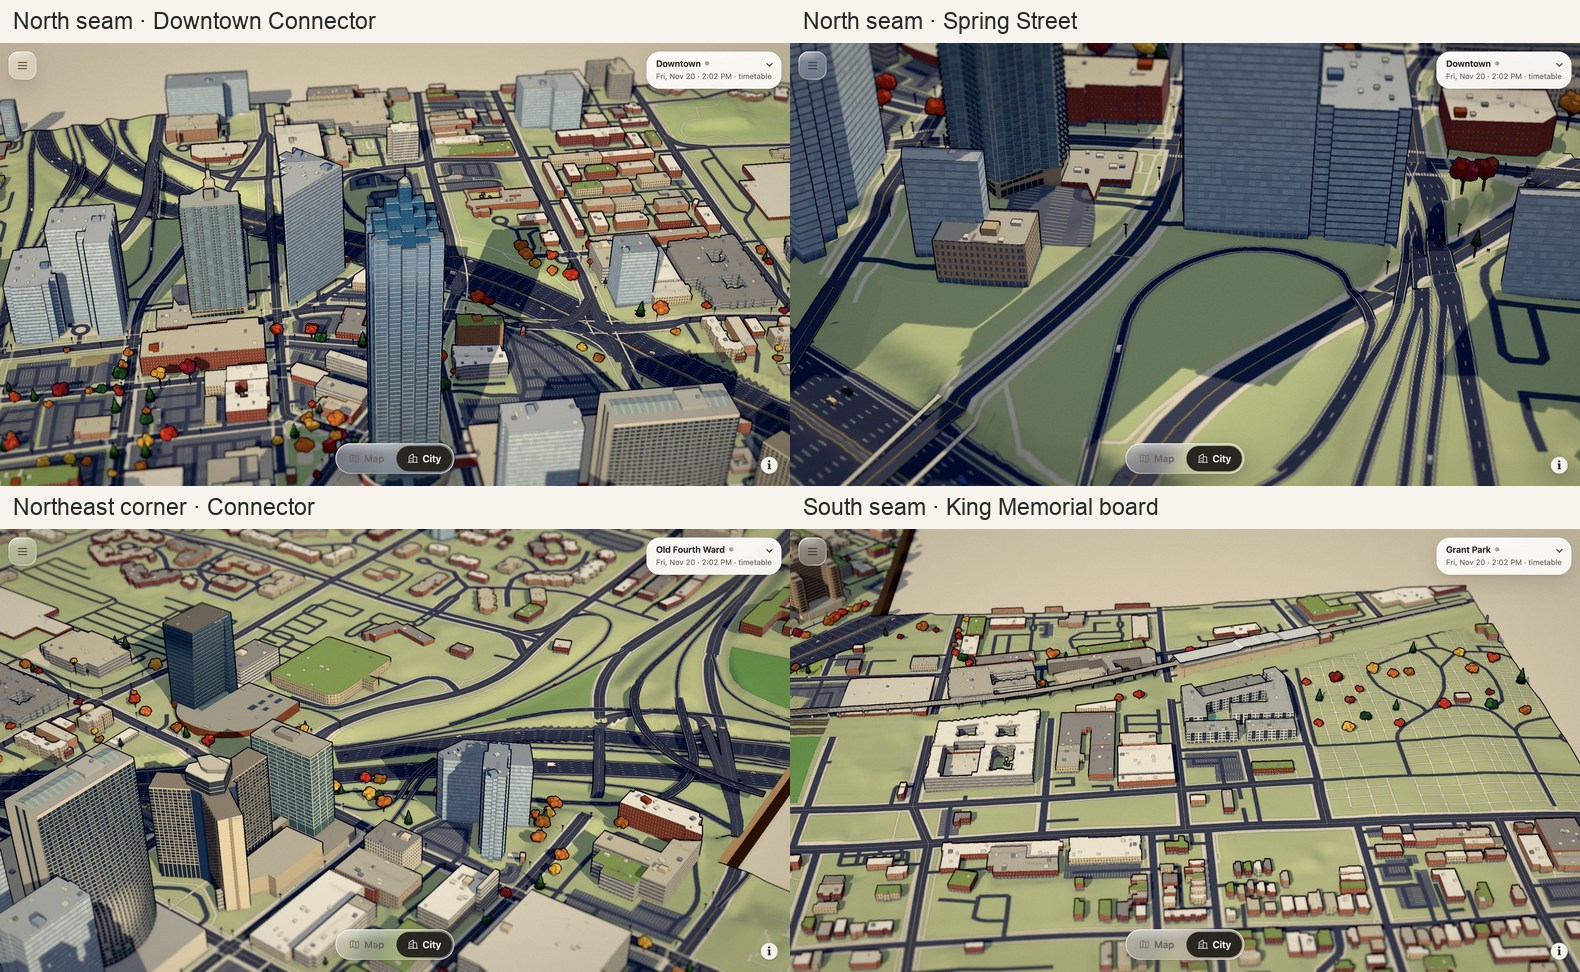 North seam · Downtown Connector
Downtown
Fri, Nov 20 · 2:02 PM · timetable
Map
City
i
North seam · Spring Street
Downtown
Fri, Nov 20 · 2:02 PM · timetable
Map
City
i
Northeast corner · Connector
Old Fourth Ward
Fri, Nov 20 · 2:02 PM · timetable
Map
City
i
South seam · King Memorial board
Grant Park
Fri, Nov 20 · 2:02 PM · timetable
Map
City
i